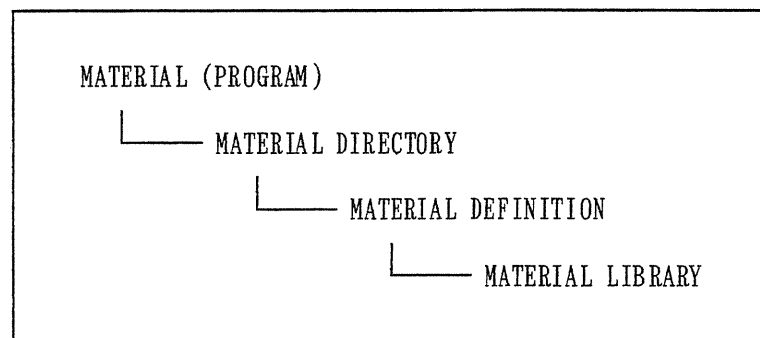 MATERIAL (PROGRAM)
MATERIAL DIRECTORY
MATERIAL DEFINITION
MATERIAL LIBRARY